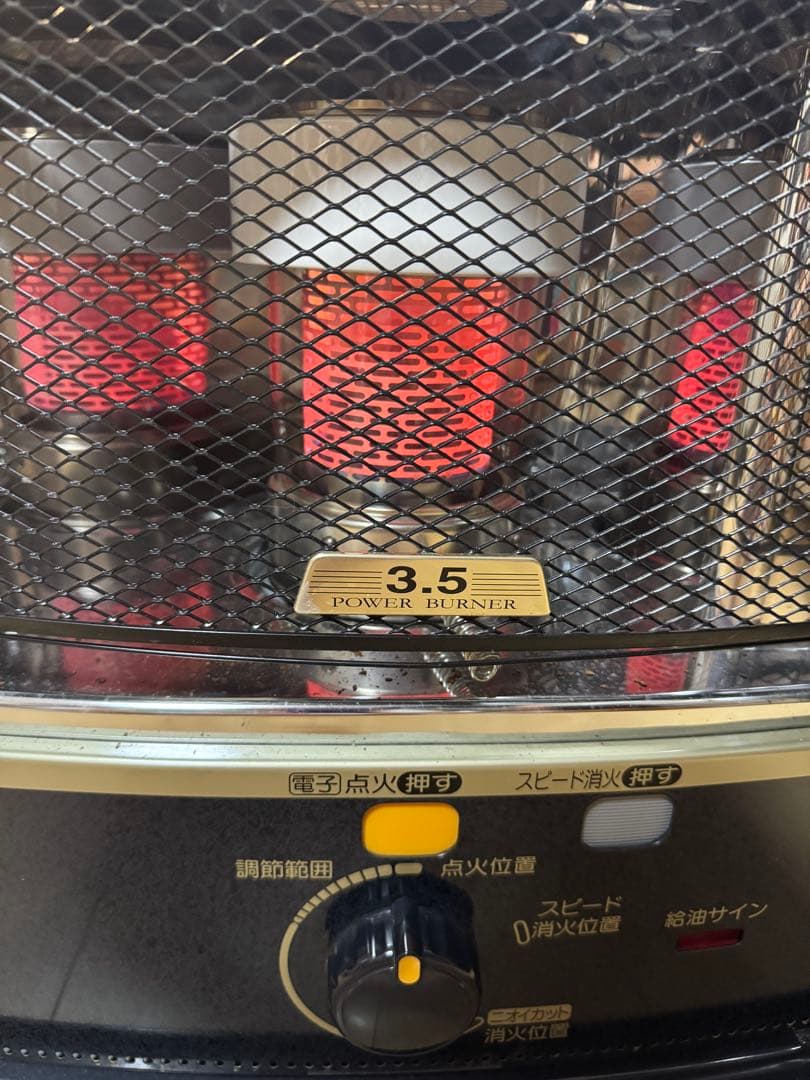 3.5
POWER BURNER
電子 点火 押す
スピード消火 押す
調節範囲
点火位置
スピード
消火位置
給油サイン
ニオイカット
消火位置